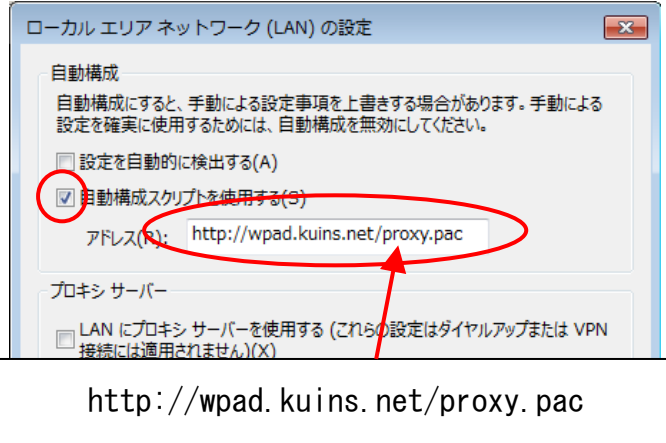 ローカル エリア ネットワーク (LAN) の設定
自動構成
自動構成にすると、手動による設定事項を上書きする場合があります。手動による
設定を確実に使用するためには、自動構成を無効にしてください。
設定を自動的に検出する(A)
自動構成スクリプトを使用する(S)
アドレス(R): http://wpad.kuins.net/proxy.pac
プロキシ サーバー
LAN にプロキシ サーバーを使用する (これらの設定はダイヤルアップまたは VPN
接続には適用されません)(X)
http://wpad.kuins.net/proxy.pac